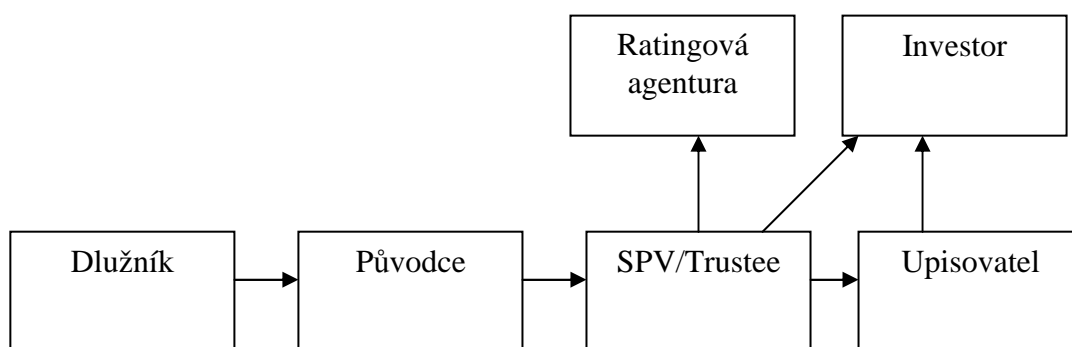 Ratingová
agentura
Investor
Dlužník
Původce
SPV/Trustee
Upisovatel